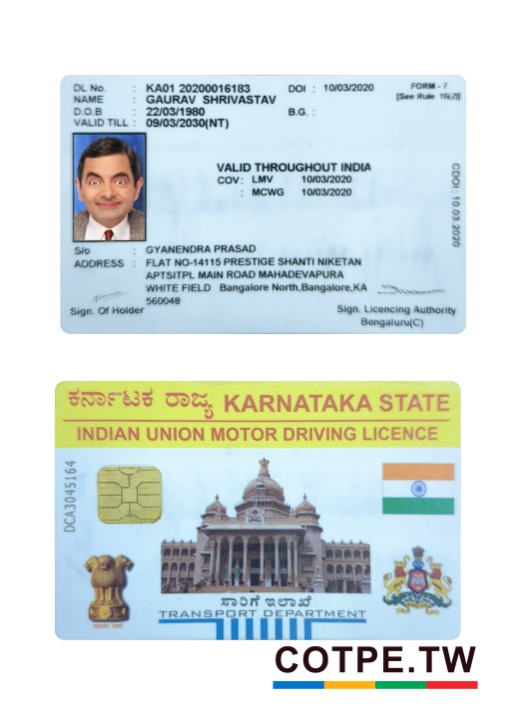 DL No. : KA01 20200016183 DOI : 10/03/2020 FORM - 7
NAME : GAURAV SHRIVASTAV [See Rule 16(2)]
D.O.B : 22/03/1980 B.G. :
VALID TILL : 09/03/2030(NT)
VALID THROUGHOUT INDIA
COV: LMV 10/03/2020
: MCWG 10/03/2020
CDOI : 10.03.2020
S/o : GYANENDRA PRASAD
ADDRESS : FLAT NO-14115 PRESTIGE SHANTI NIKETAN
APTSITPL MAIN ROAD MAHADEVAPURA
WHITE FIELD Bangalore North,Bangalore,KA
560048
Sign. Of Holder Sign. Licencing Authority
Bengaluru(C)
ಕರ್ನಾಟಕ ರಾಜ್ಯ KARNATAKA STATE
INDIAN UNION MOTOR DRIVING LICENCE
DCA3045164
ಸಾರಿಗೆ ಇಲಾಖೆ
TRANSPORT DEPARTMENT
COTPE.TW